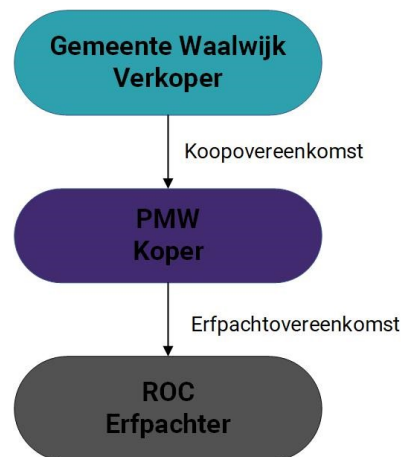 Gemeente Waalwijk
Verkoper
Koopovereenkomst
PMW
Koper
Erfpachtovereenkomst
ROC
Erfpachter